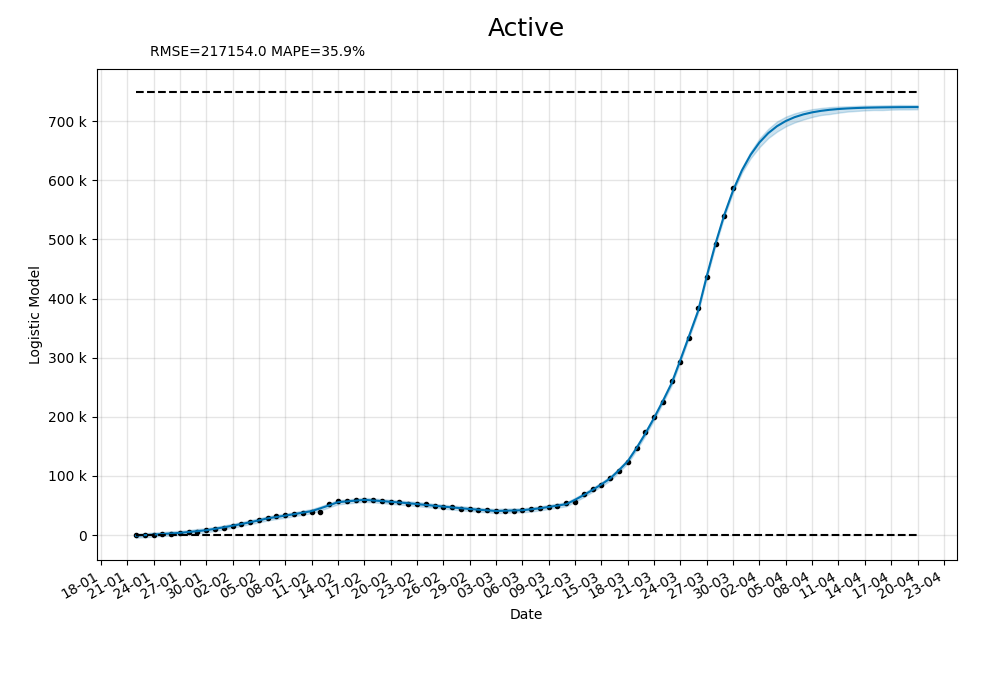 Active
RMSE=217154.0 MAPE=35.9%
700 k
600 k
500 k
400 k
300 k
200 k
100 k
0
Logistic Model
18-01 21-01 24-01 27-01 30-01 02-02 05-02 08-02 11-02 14-02 17-02 20-02 23-02 26-02 29-02 03-03 06-03 09-03 12-03 15-03 18-03 21-03 24-03 27-03 30-03 02-04 05-04 08-04 11-04 14-04 17-04 20-04 23-04
Date